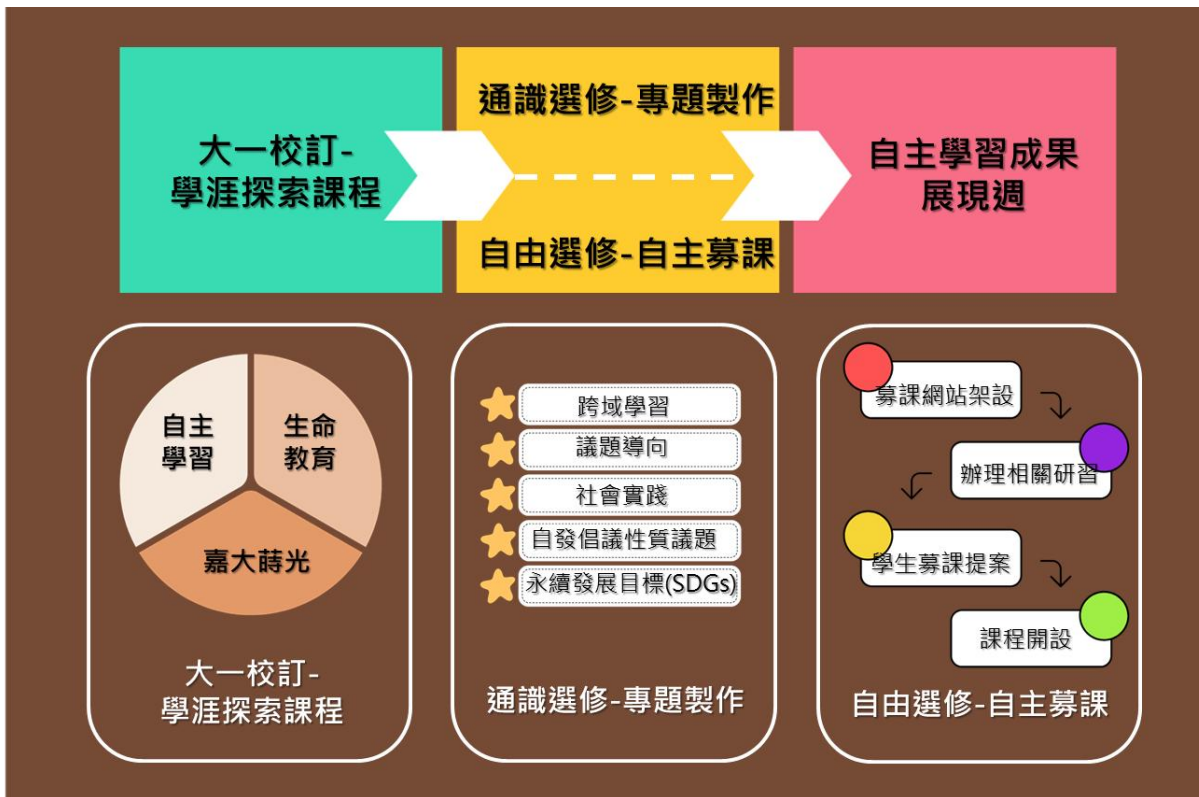 大一校訂-
學涯探索課程
通識選修-專題製作
自由選修-自主募課
自主學習成果
展現週
自主
學習
生命
教育
嘉大蒔光
大一校訂-
學涯探索課程
跨域學習
議題導向
社會實踐
自發倡議性質議題
永續發展目標(SDGs)
通識選修-專題製作
募課網站架設
辦理相關研習
學生募課提案
課程開設
自由選修-自主募課